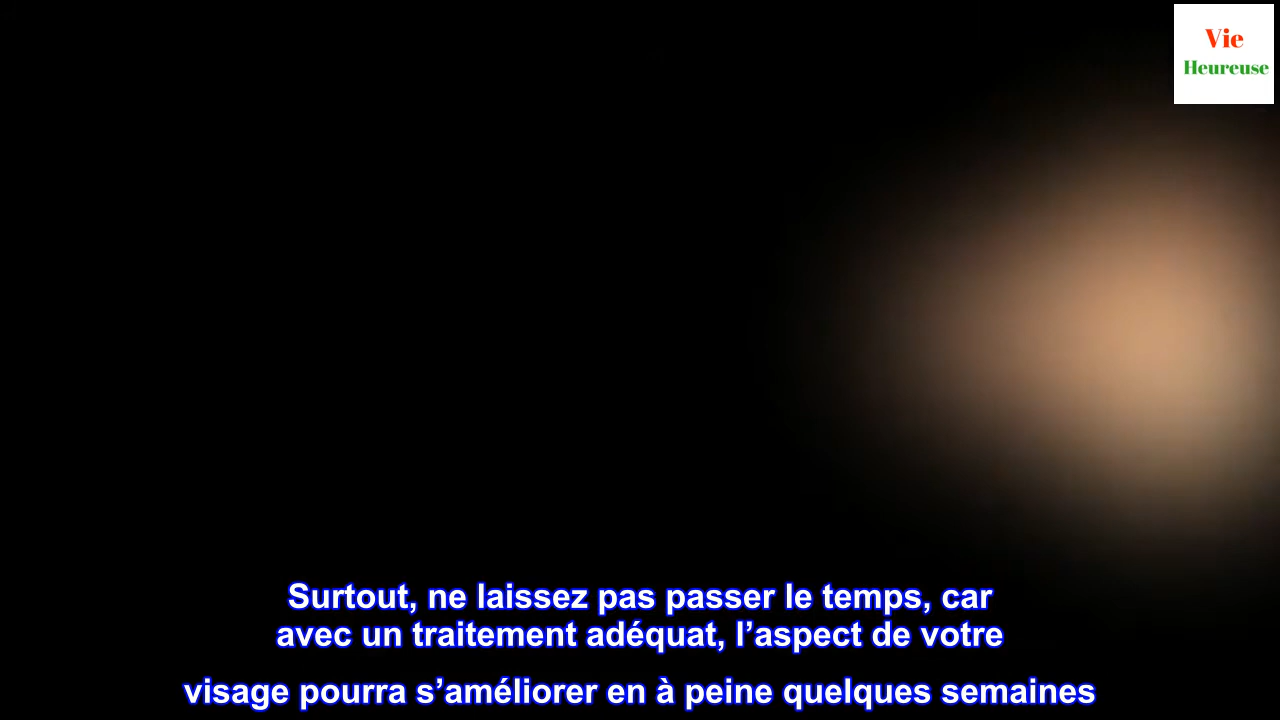 Vie
Heureuse
Surtout, ne laissez pas passer le temps, car
avec un traitement adéquat, l’aspect de votre
visage pourra s’améliorer en à peine quelques semaines